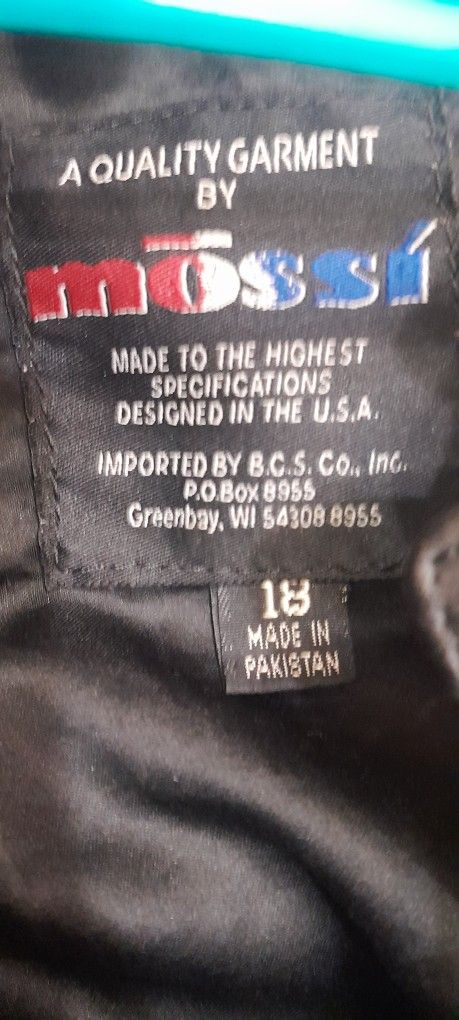 A QUALITY GARMENT
BY
mōssí
MADE TO THE HIGHEST
SPECIFICATIONS
DESIGNED IN THE U.S.A.
IMPORTED BY B.C.S. Co., Inc.
P.O.Box 8955
Greenbay, WI 54308 8955
18
MADE IN
PAKISTAN